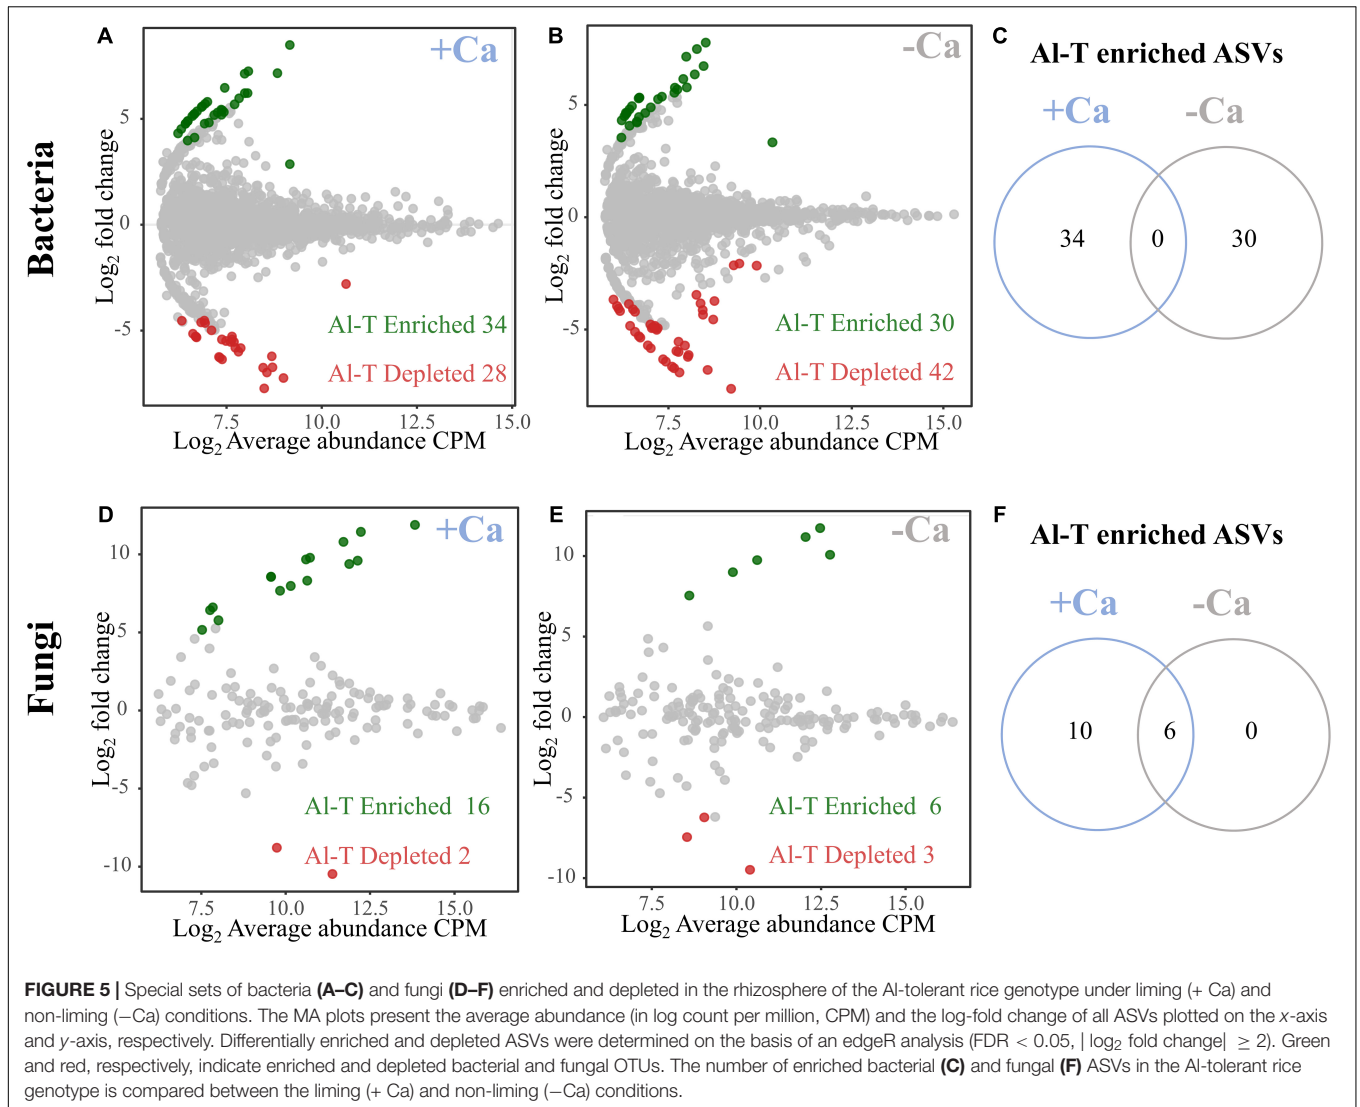 A
+Ca
Bacteria
Log2 fold change
5
0
-5
Al-T Enriched 34
Al-T Depleted 28
7.5 10.0 12.5 15.0
Log2 Average abundance CPM
B
-Ca
Log2 fold change
5
0
-5
Al-T Enriched 30
Al-T Depleted 42
7.5 10.0 12.5 15.0
Log2 Average abundance CPM
C
Al-T enriched ASVs
+Ca -Ca
34 0 30
D
+Ca
Fungi
Log2 fold change
10
5
0
-5
-10
Al-T Enriched 16
Al-T Depleted 2
7.5 10.0 12.5 15.0
Log2 Average abundance CPM
E
-Ca
Log2 fold change
10
5
0
-5
-10
Al-T Enriched 6
Al-T Depleted 3
7.5 10.0 12.5 15.0
Log2 Average abundance CPM
F
Al-T enriched ASVs
+Ca -Ca
10 6 0
FIGURE 5 | Special sets of bacteria (A–C) and fungi (D–F) enriched and depleted in the rhizosphere of the Al-tolerant rice genotype under liming (+ Ca) and
non-liming (−Ca) conditions. The MA plots present the average abundance (in log count per million, CPM) and the log-fold change of all ASVs plotted on the x-axis
and y-axis, respectively. Differentially enriched and depleted ASVs were determined on the basis of an edgeR analysis (FDR < 0.05, | log2 fold change| ≥ 2). Green
and red, respectively, indicate enriched and depleted bacterial and fungal OTUs. The number of enriched bacterial (C) and fungal (F) ASVs in the Al-tolerant rice
genotype is compared between the liming (+ Ca) and non-liming (−Ca) conditions.